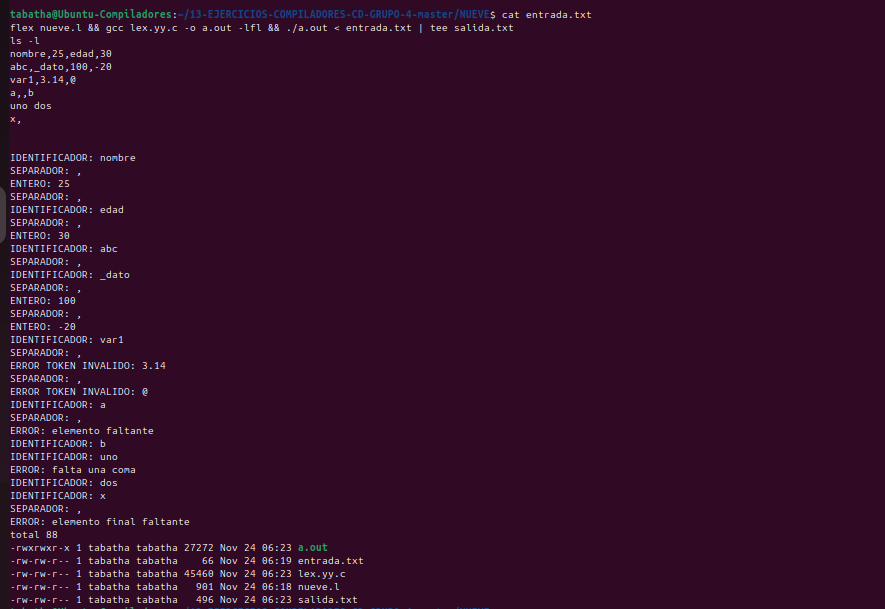 tabatha@Ubuntu-Compiladores:~/13-EJERCICIOS-COMPILADORES-CD-GRUPO-4-master/NUEVE$ cat entrada.txt
flex nueve.l && gcc lex.yy.c -o a.out -lfl && ./a.out < entrada.txt | tee salida.txt
ls -l
nombre,25,edad,30
abc,_dato,100,-20
var1,3.14,@
a,,b
uno dos
x,
IDENTIFICADOR: nombre
SEPARADOR: ,
ENTERO: 25
SEPARADOR: ,
IDENTIFICADOR: edad
SEPARADOR: ,
ENTERO: 30
IDENTIFICADOR: abc
SEPARADOR: ,
IDENTIFICADOR: _dato
SEPARADOR: ,
ENTERO: 100
SEPARADOR: ,
ENTERO: -20
IDENTIFICADOR: var1
SEPARADOR: ,
ERROR TOKEN INVALIDO: 3.14
SEPARADOR: ,
ERROR TOKEN INVALIDO: @
IDENTIFICADOR: a
SEPARADOR: ,
ERROR: elemento faltante
IDENTIFICADOR: b
IDENTIFICADOR: uno
ERROR: falta una coma
IDENTIFICADOR: dos
IDENTIFICADOR: x
SEPARADOR: ,
ERROR: elemento final faltante
total 88
-rwxrwxr-x 1 tabatha tabatha 27272 Nov 24 06:23 a.out
-rw-rw-r-- 1 tabatha tabatha    66 Nov 24 06:19 entrada.txt
-rw-rw-r-- 1 tabatha tabatha 45460 Nov 24 06:23 lex.yy.c
-rw-rw-r-- 1 tabatha tabatha   901 Nov 24 06:18 nueve.l
-rw-rw-r-- 1 tabatha tabatha   496 Nov 24 06:23 salida.txt